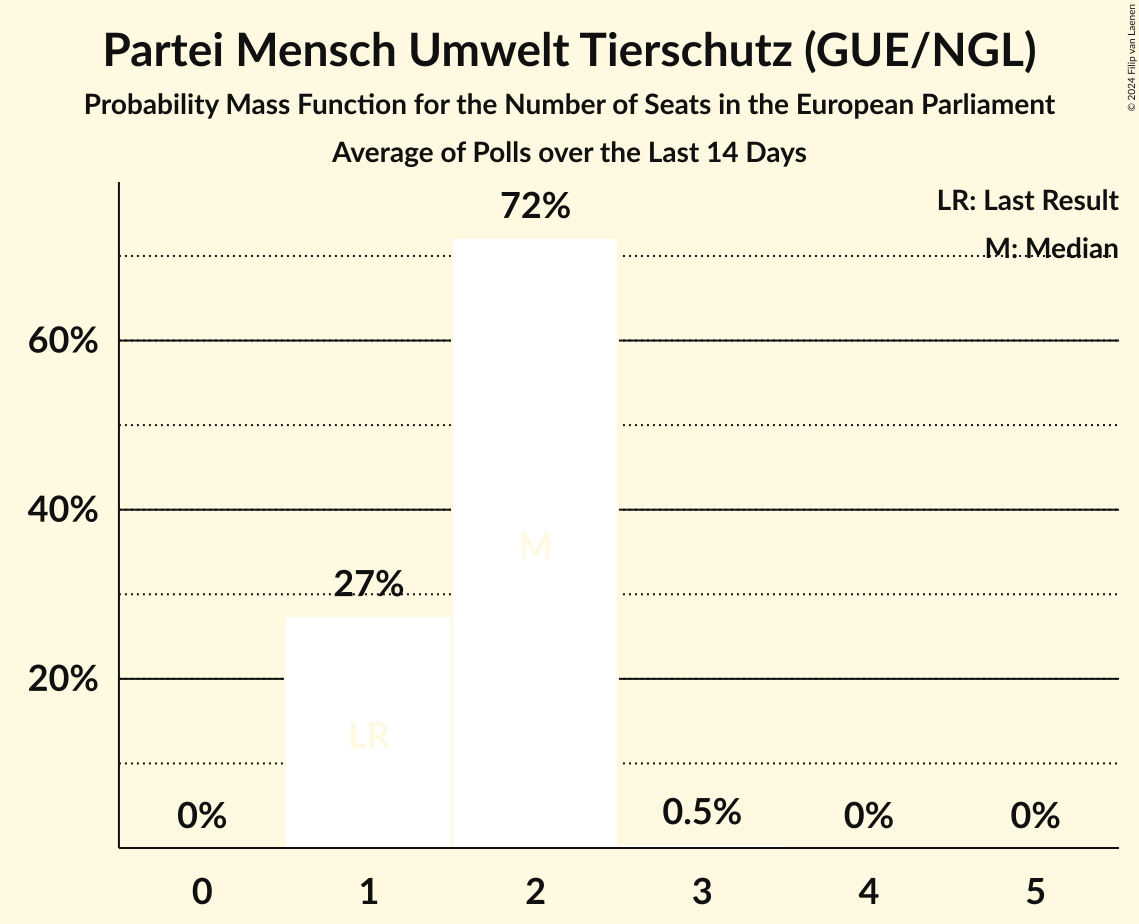 Partei Mensch Umwelt Tierschutz (GUE/NGL)
Probability Mass Function for the Number of Seats in the European Parliament
Average of Polls over the Last 14 Days
© 2024 Filip van Laenen
LR: Last Result
M: Median
72%
60%
40%
M
27%
20%
LR
0%
0.5%
0%
0%
0 1 2 3 4 5